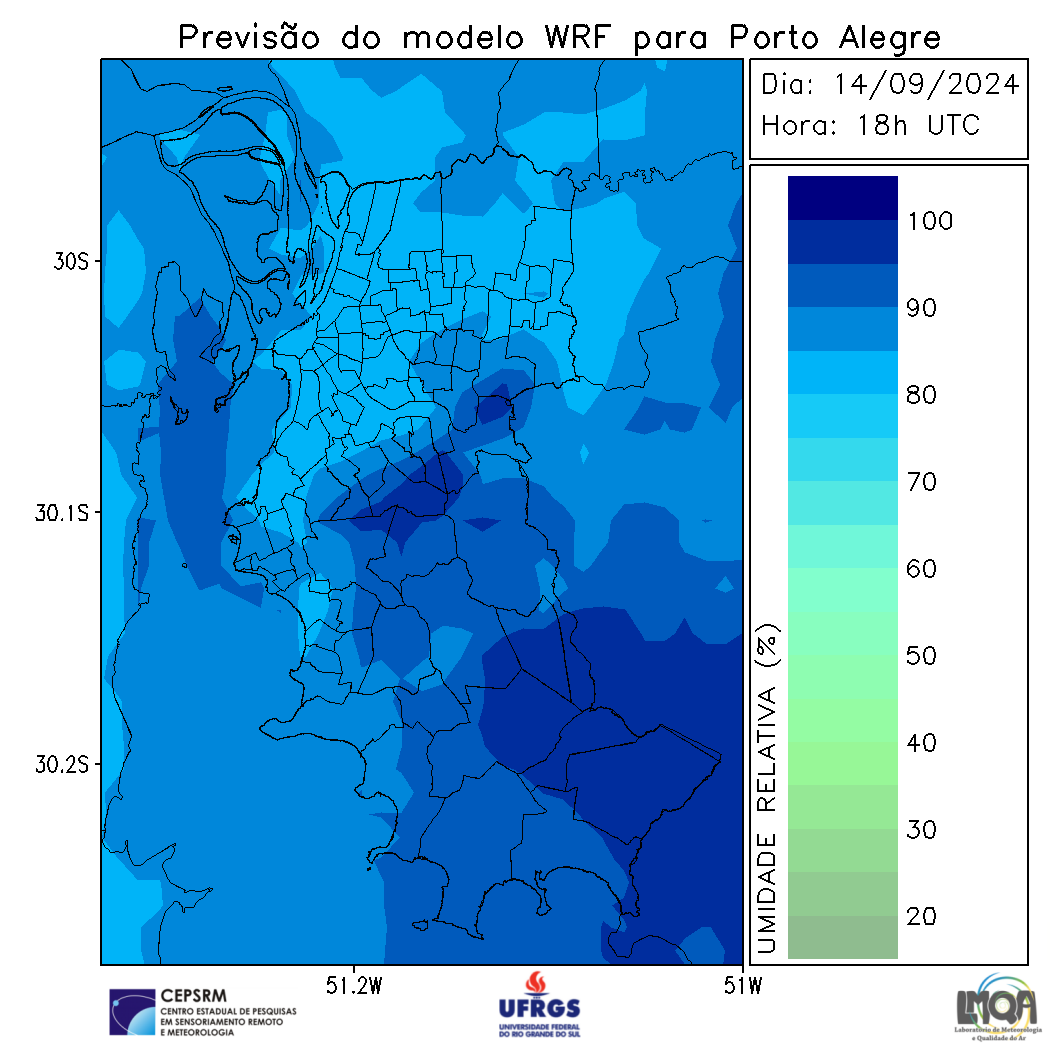 Previsão do modelo WRF para Porto Alegre
Dia: 14/09/2024
Hora: 18h UTC
30S
30.1S
30.2S
51.2W
51W
UMIDADE RELATIVA (%)
100
90
80
70
60
50
40
30
20
CEPSRM
CENTRO ESTADUAL DE PESQUISAS
EM SENSORIAMENTO REMOTO
E METEOROLOGIA
UFRGS
UNIVERSIDADE FEDERAL
DO RIO GRANDE DO SUL
LMQA
Laboratório de Meteorologia
e Qualidade do Ar